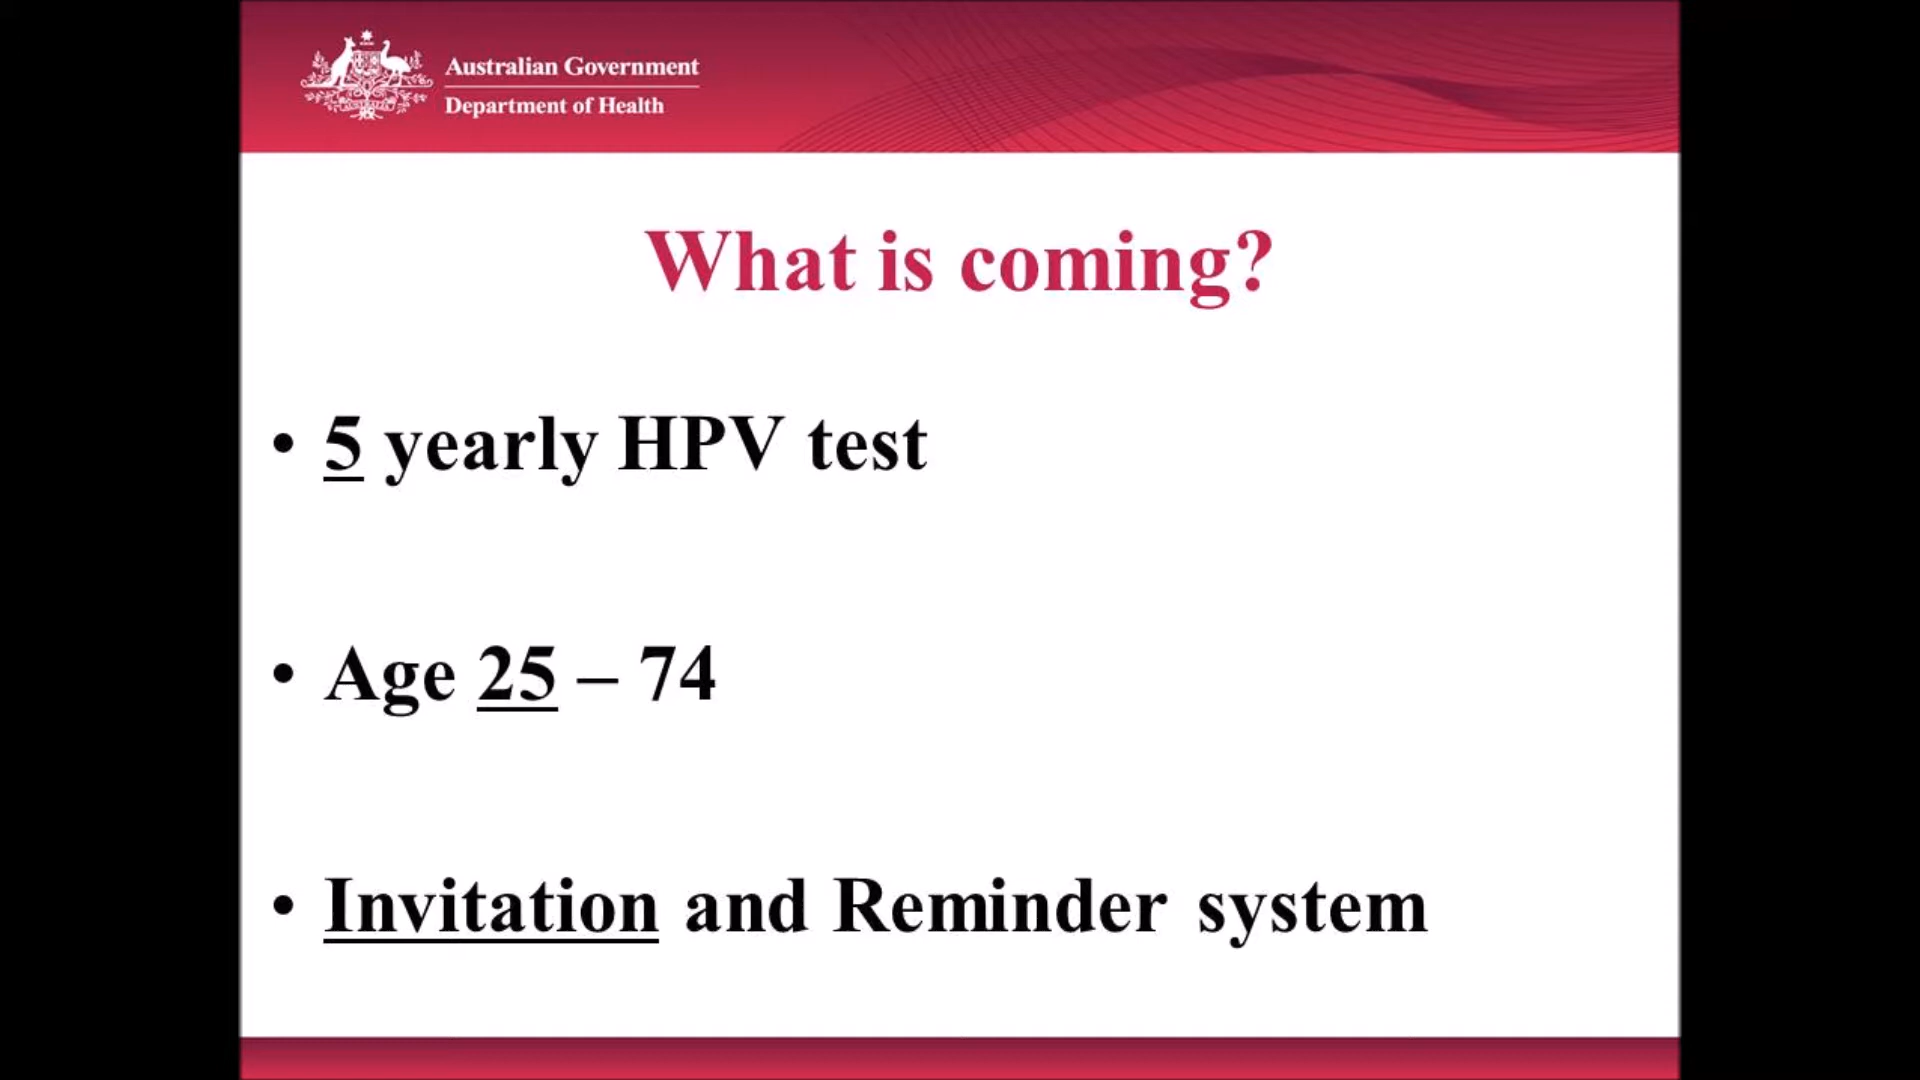 Australian Government
Department of Health
What is coming?
• 5 yearly HPV test
• Age 25 – 74
• Invitation and Reminder system